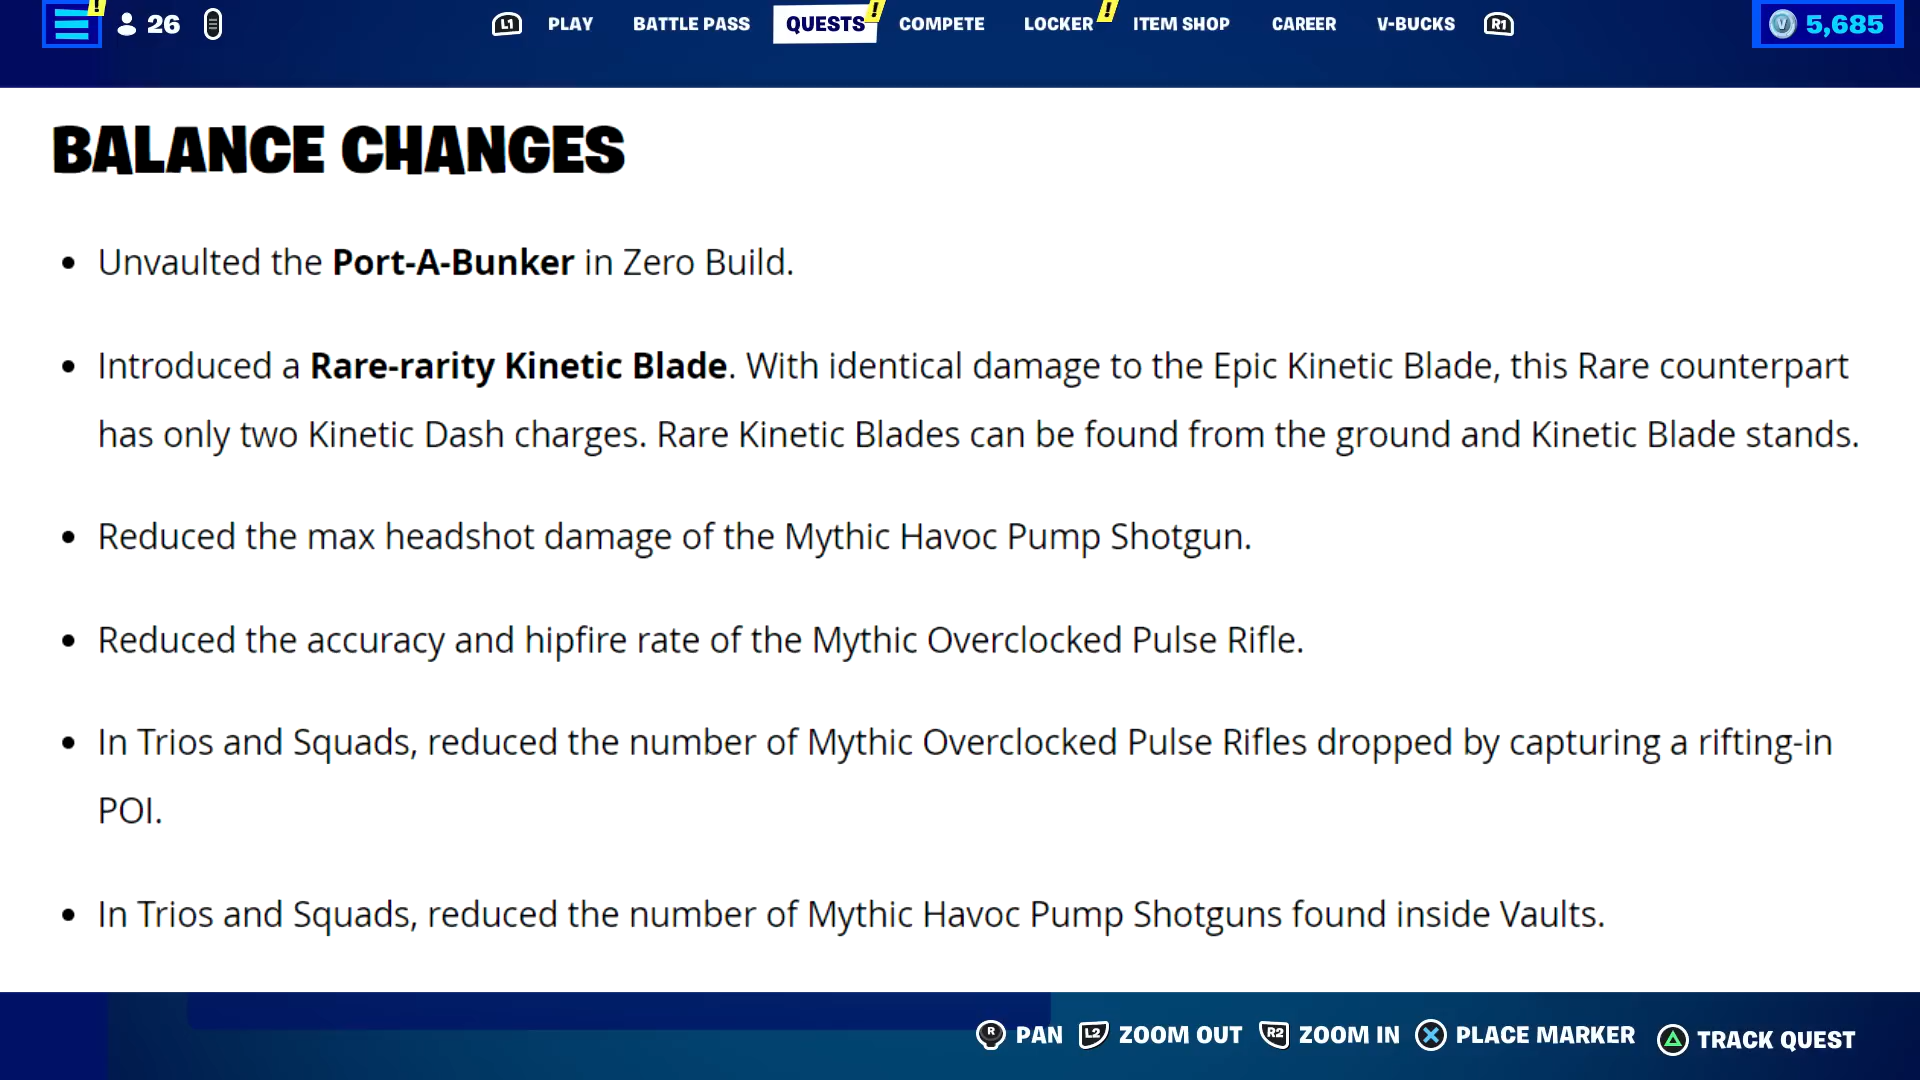 ! 26 L1 PLAY BATTLE PASS QUESTS ! COMPETE LOCKER ! ITEM SHOP CAREER V-BUCKS R1 V 5,685
BALANCE CHANGES
• Unvaulted the Port-A-Bunker in Zero Build.
• Introduced a Rare-rarity Kinetic Blade. With identical damage to the Epic Kinetic Blade, this Rare counterpart
has only two Kinetic Dash charges. Rare Kinetic Blades can be found from the ground and Kinetic Blade stands.
• Reduced the max headshot damage of the Mythic Havoc Pump Shotgun.
• Reduced the accuracy and hipfire rate of the Mythic Overclocked Pulse Rifle.
• In Trios and Squads, reduced the number of Mythic Overclocked Pulse Rifles dropped by capturing a rifting-in
POI.
• In Trios and Squads, reduced the number of Mythic Havoc Pump Shotguns found inside Vaults.
R PAN L2 ZOOM OUT R2 ZOOM IN PLACE MARKER TRACK QUEST